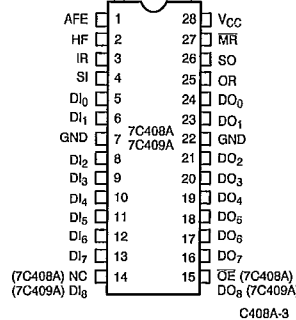 AFE 1 28 VCC
HF 2 27 MR
IR 3 26 SO
SI 4 25 OR
DI0 5 24 DO0
DI1 6 23 DO1
GND 7 7C408A 22 GND
7C409A
DI2 8 21 DO2
DI3 9 20 DO3
DI4 10 19 DO4
DI5 11 18 DO5
DI6 12 17 DO6
DI7 13 16 DO7
(7C408A) NC 14 15 OE (7C408A)
(7C409A) DI8 DO8 (7C409A)
C408A-3